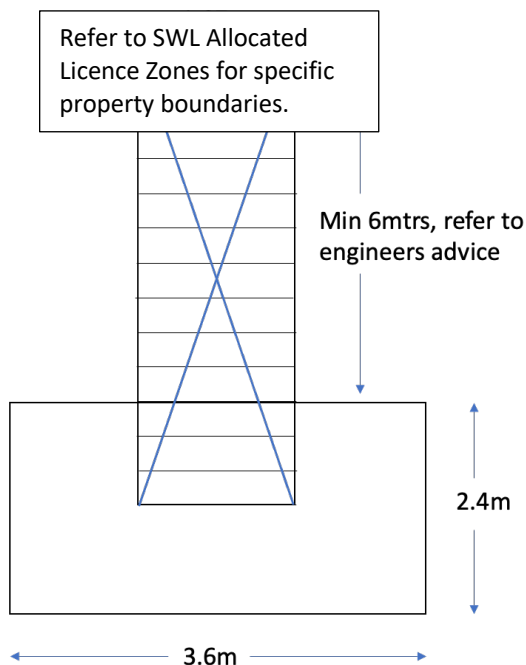 Refer to SWL Allocated
Licence Zones for specific
property boundaries.
Min 6mtrs, refer to
engineers advice
2.4m
3.6m